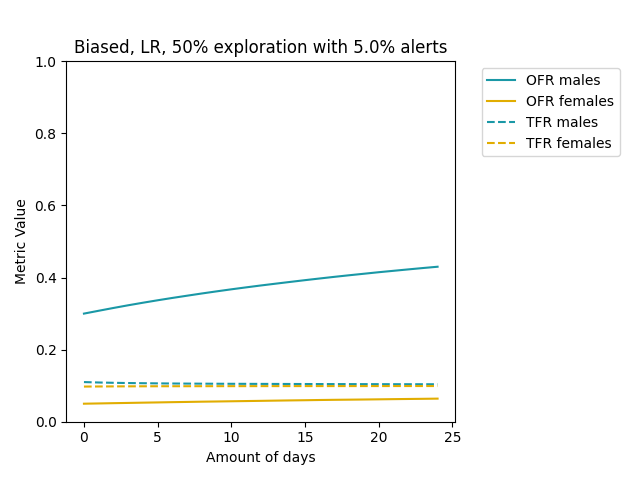 Biased, LR, 50% exploration with 5.0% alerts
1.0
0.8
0.6
0.4
0.2
0.0
Metric Value
0 5 10 15 20 25
Amount of days
OFR males
OFR females
TFR males
TFR females